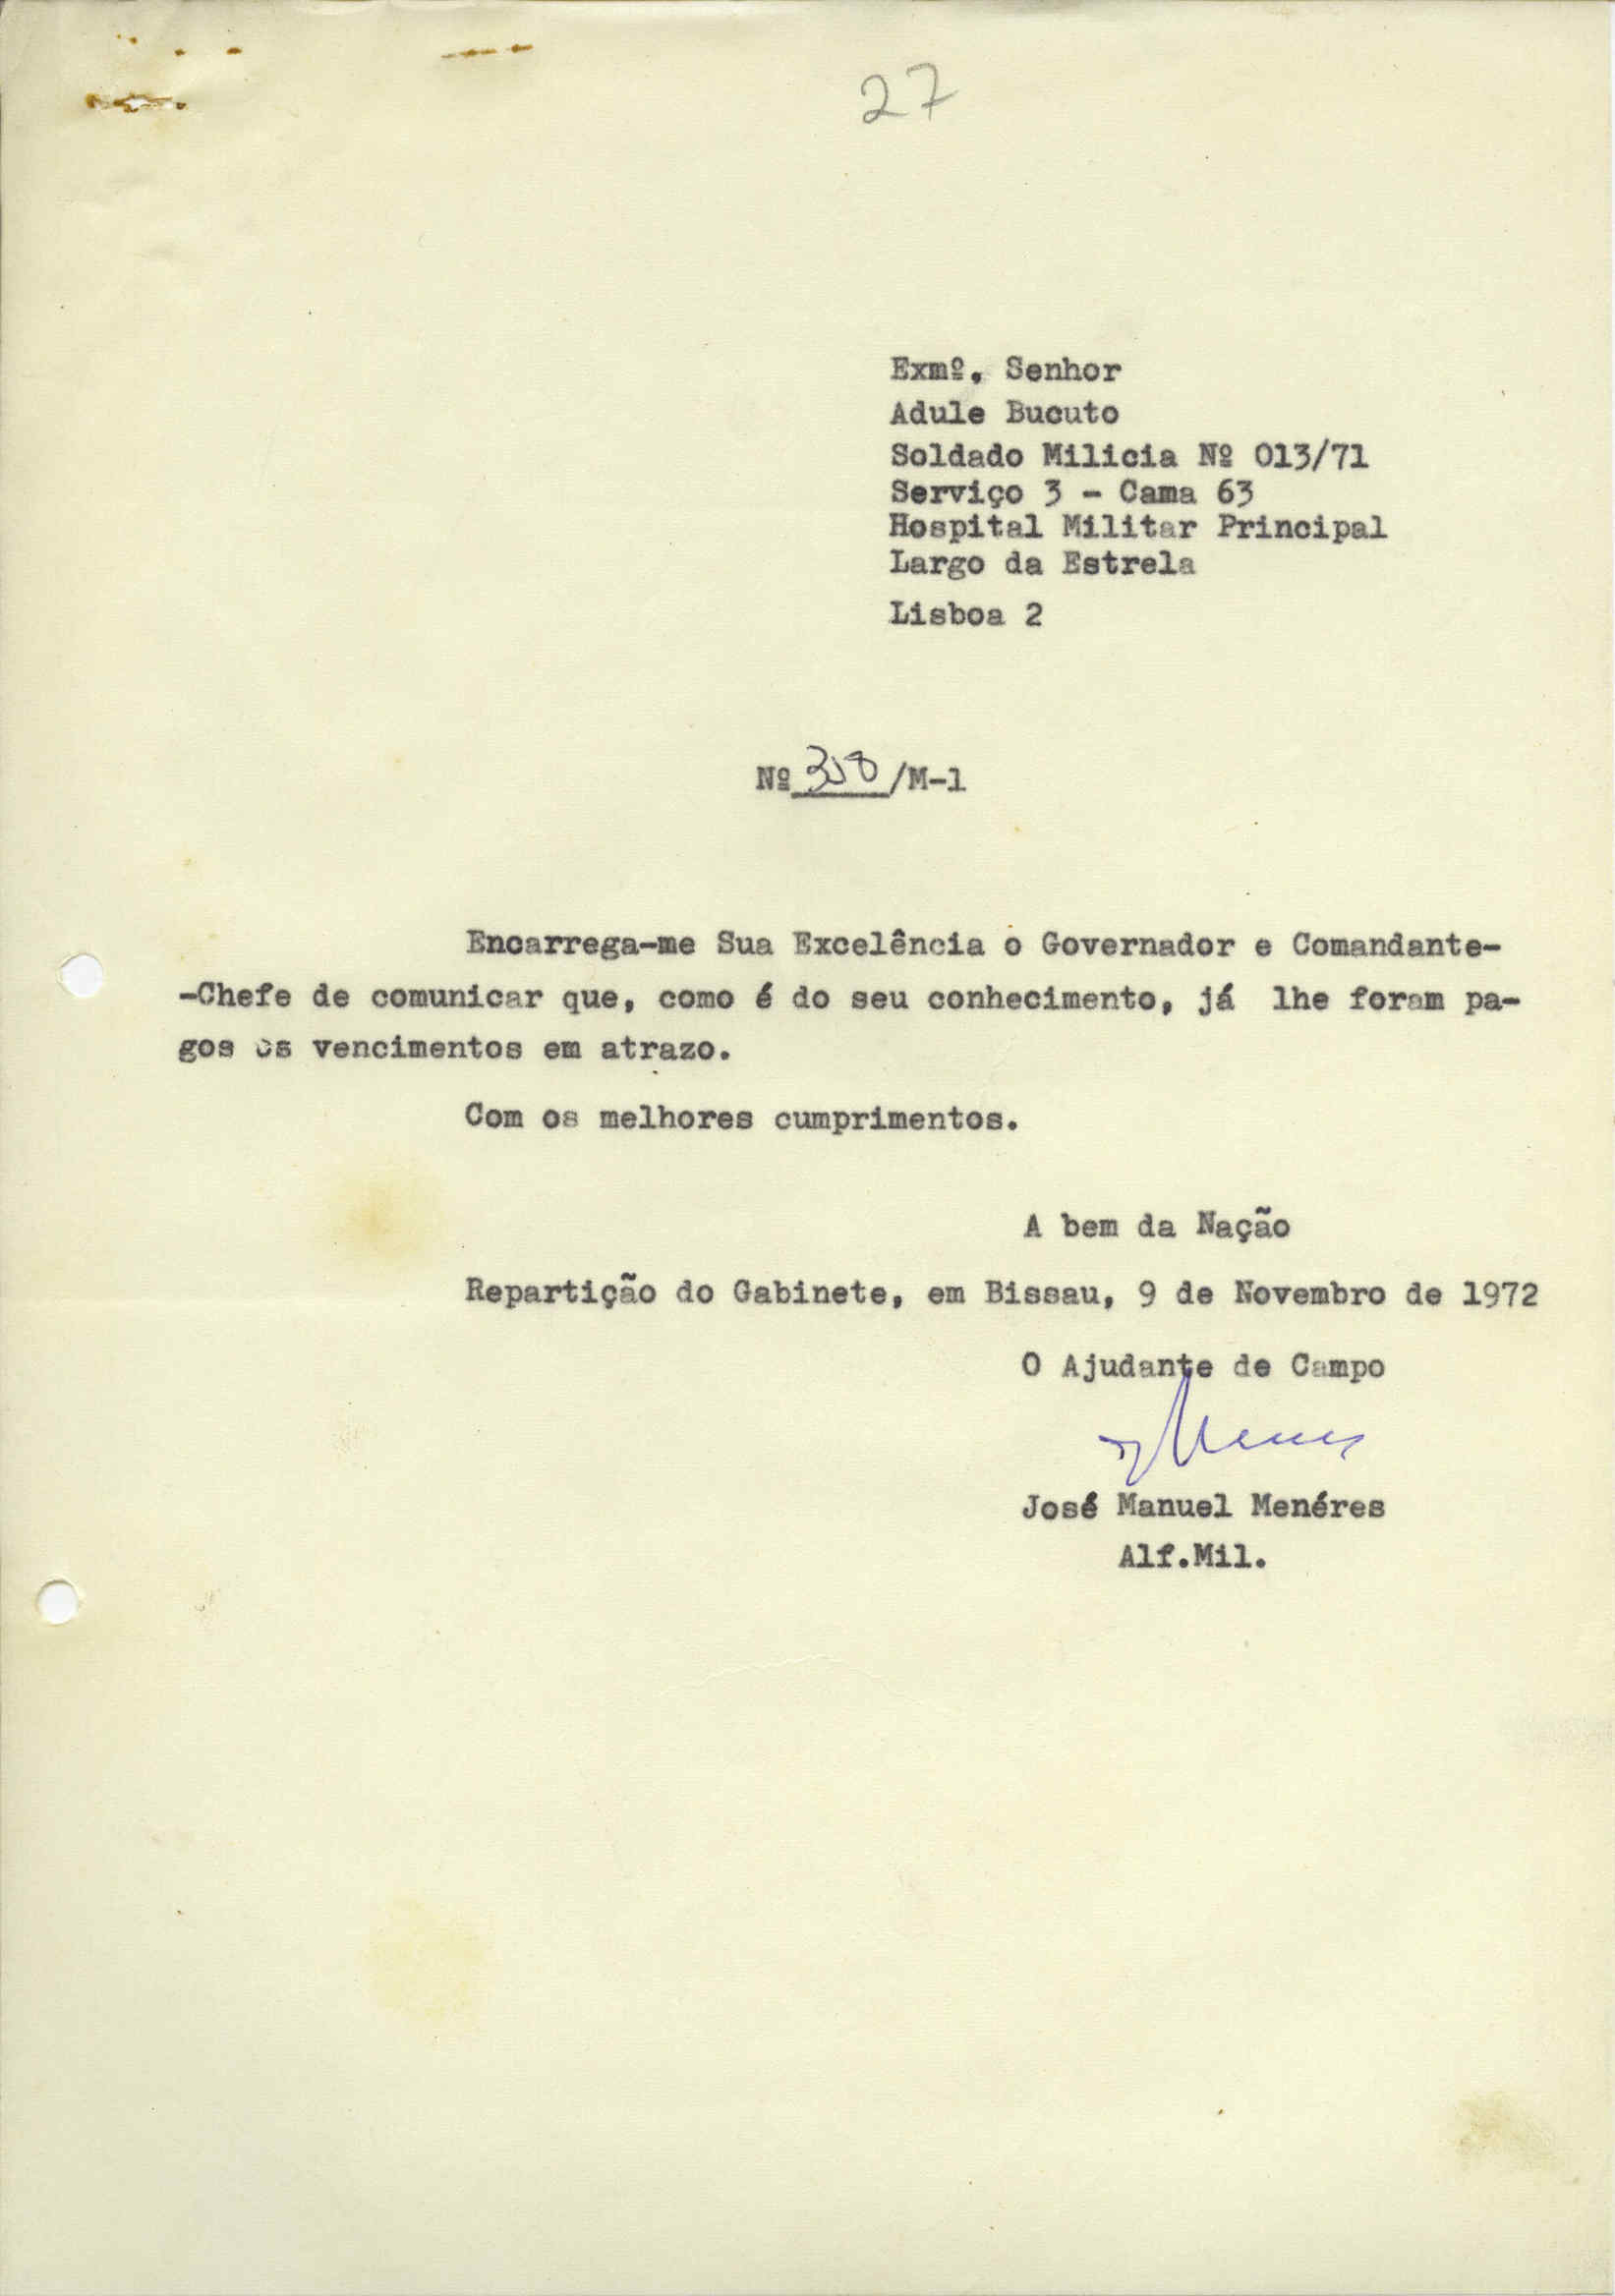 27
Exmº. Senhor
Adule Bucuto
Soldado Milicia Nº 013/71
Serviço 3 - Cama 63
Hospital Militar Principal
Largo da Estrela
Lisboa 2
Nº 318/M-1
Encarrega-me Sua Excelência o Governador e Comandante-
-Chefe de comunicar que, como é do seu conhecimento, já lhe foram pa-
gos os vencimentos em atrazo.
Com os melhores cumprimentos.
A bem da Nação
Repartição do Gabinete, em Bissau, 9 de Novembro de 1972
O Ajudante de Campo
José Manuel Menéres
Alf.Mil.